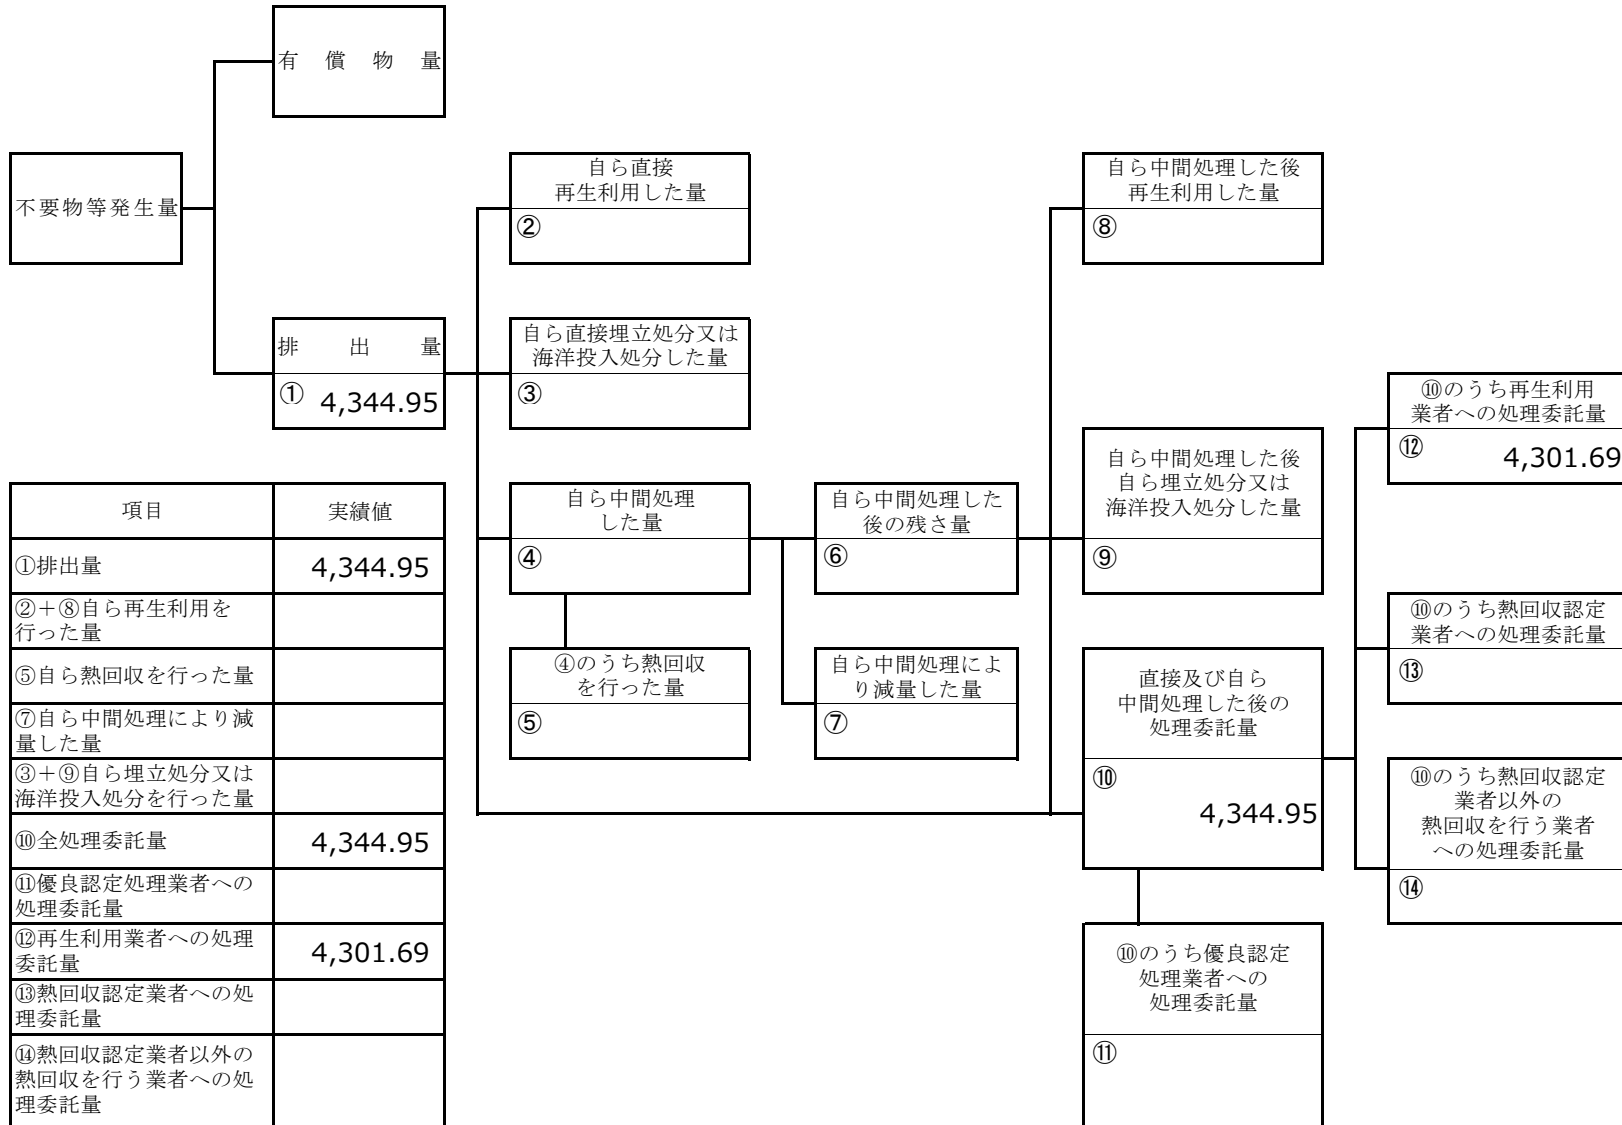 有償物量
不要物等発生量
排出量
① 4,344.95
自ら直接
再生利用した量
②
自ら直接埋立処分又は
海洋投入処分した量
③
自ら中間処理
した量
④
④のうち熱回収
を行った量
⑤
自ら中間処理した
後の残さ量
⑥
自ら中間処理によ
り減量した量
⑦
自ら中間処理した後
再生利用した量
⑧
自ら中間処理した後
自ら埋立処分又は
海洋投入処分した量
⑨
直接及び自ら
中間処理した後の
処理委託量
⑩
4,344.95
⑩のうち優良認定
処理業者への
処理委託量
⑪
⑩のうち再生利用
業者への処理委託量
⑫ 4,301.69
⑩のうち熱回収認定
業者への処理委託量
⑬
⑩のうち熱回収認定
業者以外の
熱回収を行う業者
への処理委託量
⑭
項目 実績値
①排出量 4,344.95
②+⑧自ら再生利用を
行った量
⑤自ら熱回収を行った量
⑦自ら中間処理により減
量した量
③+⑨自ら埋立処分又は
海洋投入処分を行った量
⑩全処理委託量 4,344.95
⑪優良認定処理業者への
処理委託量
⑫再生利用業者への処理
委託量 4,301.69
⑬熱回収認定業者への処
理委託量
⑭熱回収認定業者以外の
熱回収を行う業者への処
理委託量